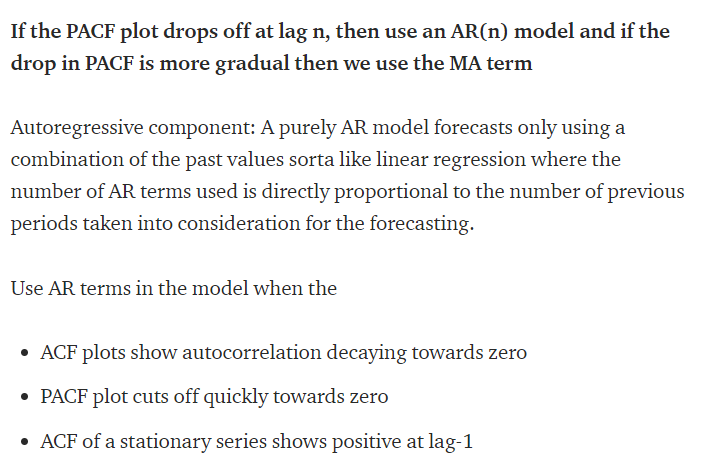 If the PACF plot drops off at lag n, then use an AR(n) model and if the
drop in PACF is more gradual then we use the MA term
Autoregressive component: A purely AR model forecasts only using a
combination of the past values sorta like linear regression where the
number of AR terms used is directly proportional to the number of previous
periods taken into consideration for the forecasting.
Use AR terms in the model when the
• ACF plots show autocorrelation decaying towards zero
• PACF plot cuts off quickly towards zero
• ACF of a stationary series shows positive at lag-1